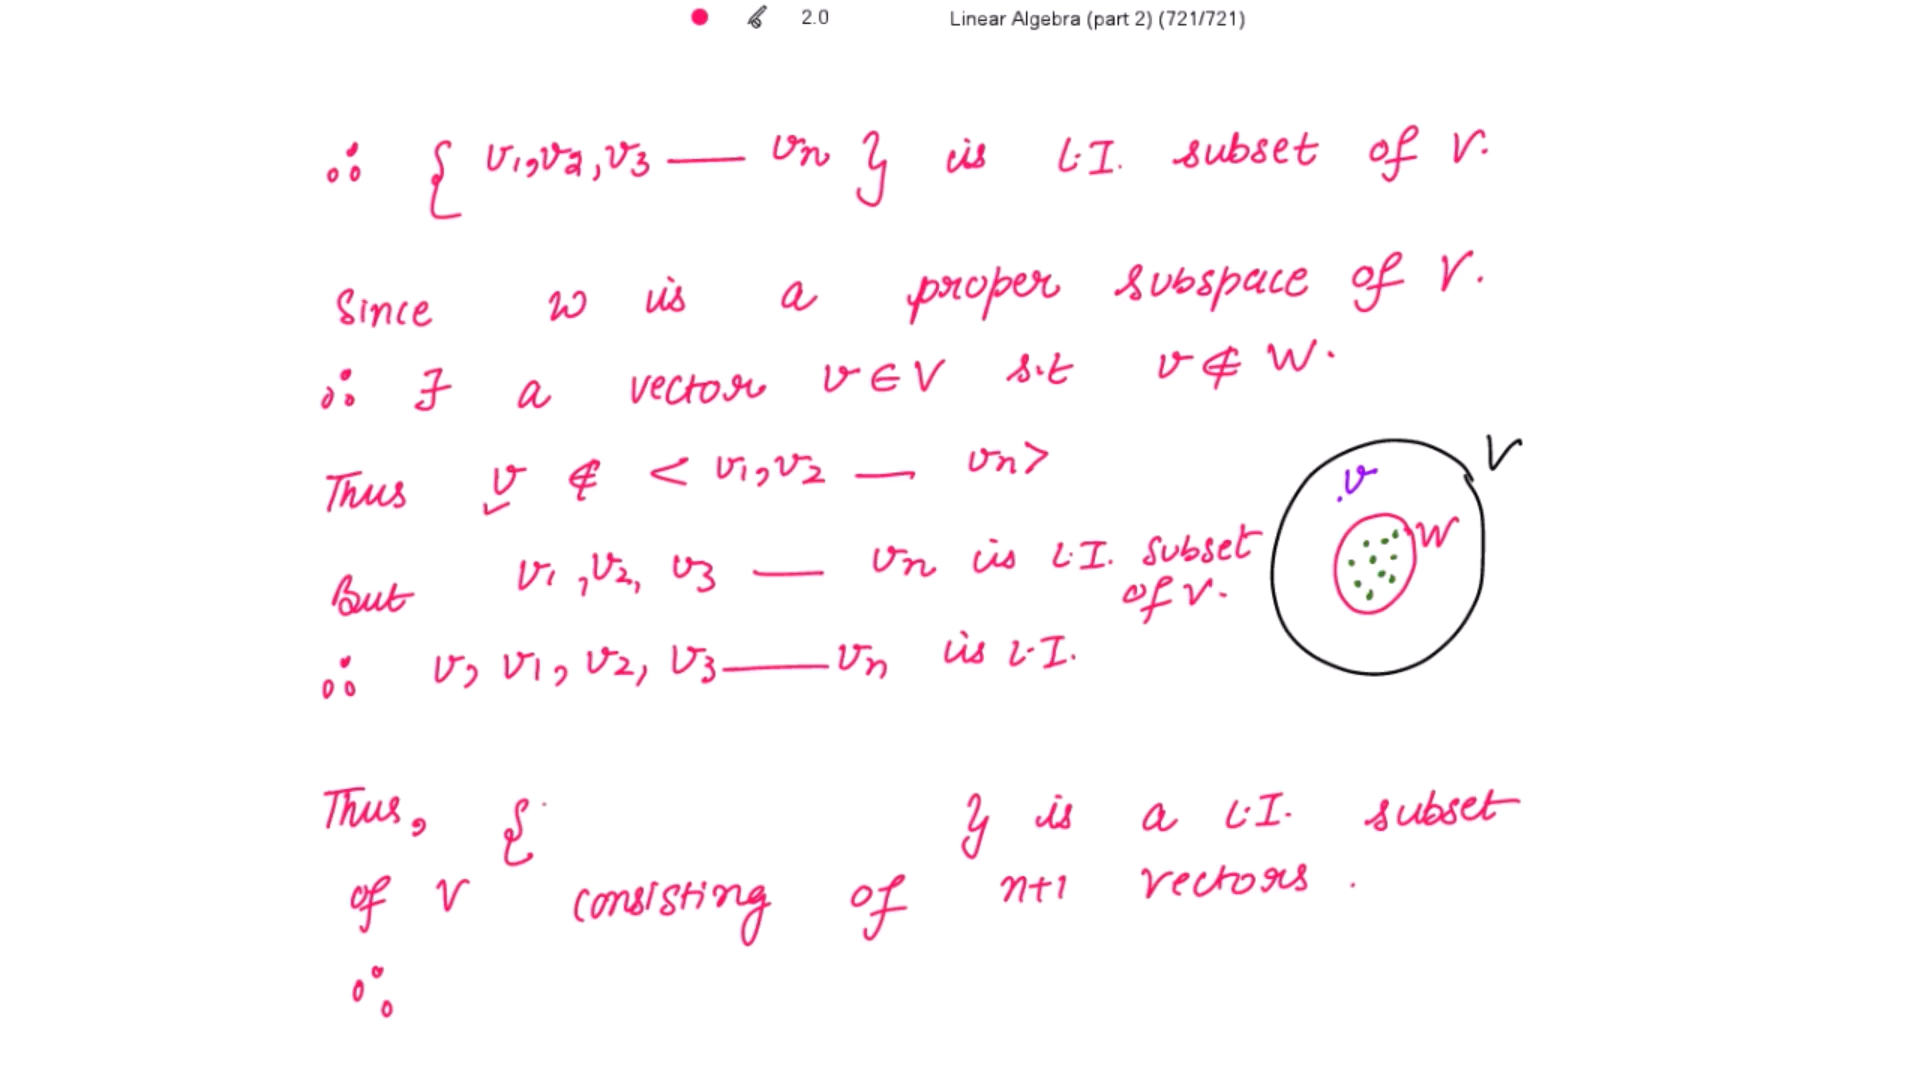 2.0 Linear Algebra (part 2) (721/721)
∴ { v1,v2,v3 — vn } is L.I. subset of V.
Since W is a proper subspace of V.
∴ ∃ a vector v∈V s.t v∉W.
Thus v ∉ <v1,v2 — vn>
V
v
W
But v1,v2,v3 — vn is L.I. subset
of V.
∴ v, v1, v2, v3 — vn is L.I.
Thus, { } is a L.I. subset
of V consisting of n+1 vectors.
∴